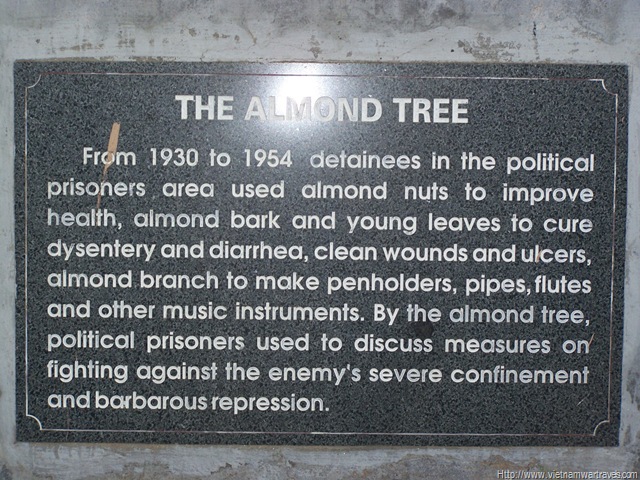 THE ALMOND TREE
From 1930 to 1954 detainees in the political
prisoners area used almond nuts to improve
health, almond bark and young leaves to cure
dysentery and diarrhea, clean wounds and ulcers,
almond branch to make penholders, pipes, flutes
and other music instruments. By the almond tree,
political prisoners used to discuss measures on
fighting against the enemy's severe confinement
and barbarous repression.
Http://www.vietnamwartraves.com